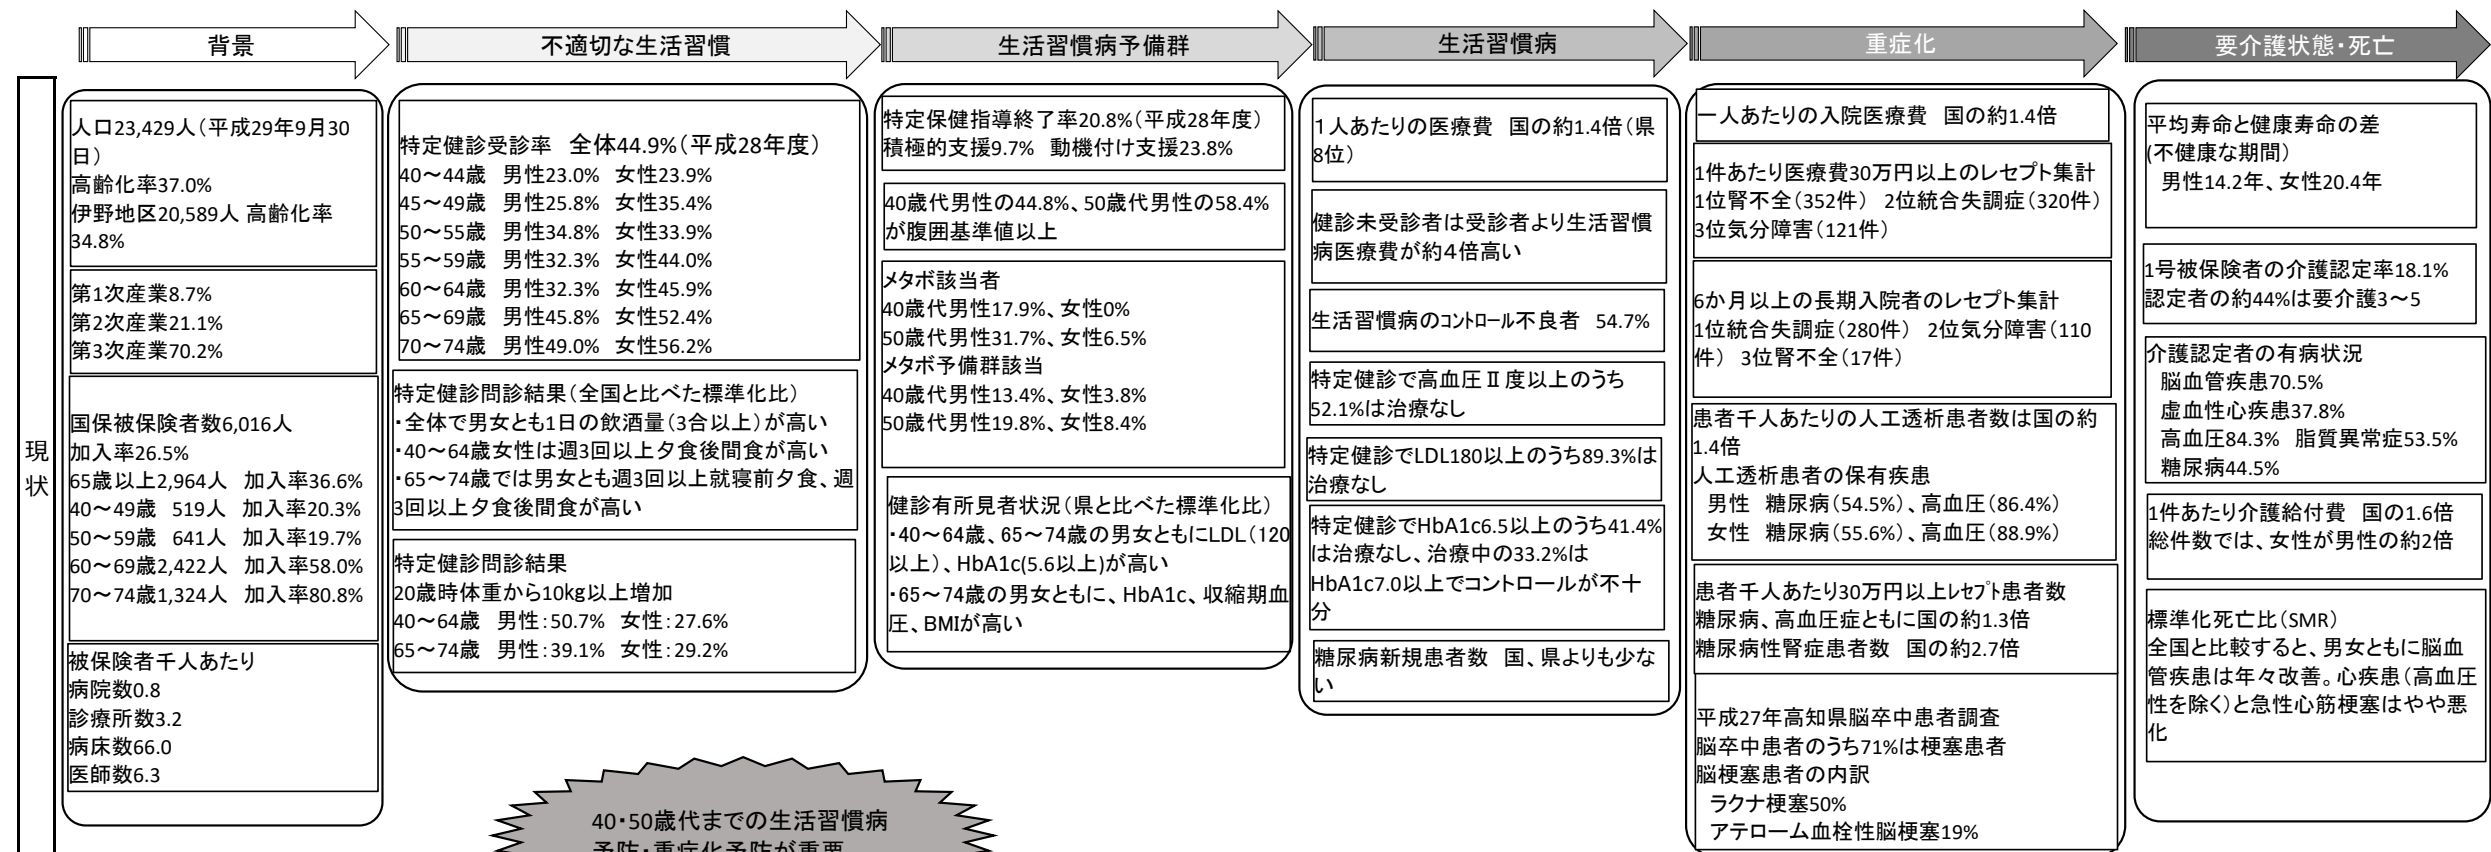 背景
不適切な生活習慣
生活習慣病予備群
生活習慣病
重症化
要介護状態・死亡
現状
人口23,429人（平成29年9月30
日）
高齢化率37.0%
伊野地区20,589人 高齢化率
34.8%
第1次産業8.7%
第2次産業21.1%
第3次産業70.2%
国保被保険者数6,016人
加入率26.5%
65歳以上2,964人 加入率36.6%
40～49歳 519人 加入率20.3%
50～59歳 641人 加入率19.7%
60～69歳2,422人 加入率58.0%
70～74歳1,324人 加入率80.8%
被保険者千人あたり
病院数0.8
診療所数3.2
病床数66.0
医師数6.3
特定健診受診率 全体44.9%（平成28年度）
40～44歳 男性23.0% 女性23.9%
45～49歳 男性25.8% 女性35.4%
50～55歳 男性34.8% 女性33.9%
55～59歳 男性32.3% 女性44.0%
60～64歳 男性32.3% 女性45.9%
65～69歳 男性45.8% 女性52.4%
70～74歳 男性49.0% 女性56.2%
特定健診問診結果（全国と比べた標準化比）
・全体で男女とも1日の飲酒量（3合以上）が高い
・40～64歳女性は週3回以上夕食後間食が高い
・65～74歳では男女とも週3回以上就寝前夕食、週
3回以上夕食後間食が高い
特定健診問診結果
20歳時体重から10kg以上増加
40～64歳 男性：50.7% 女性：27.6%
65～74歳 男性：39.1% 女性：29.2%
特定保健指導終了率20.8%（平成28年度）
積極的支援9.7% 動機付け支援23.8%
40歳代男性の44.8%、50歳代男性の58.4%
が腹囲基準値以上
メタボ該当者
40歳代男性17.9%、女性0%
50歳代男性31.7%、女性6.5%
メタボ予備群該当
40歳代男性13.4%、女性3.8%
50歳代男性19.8%、女性8.4%
健診有所見者状況（県と比べた標準化比）
・40～64歳、65～74歳の男女ともにLDL（120
以上）、HbA1c(5.6以上)が高い
・65～74歳の男女ともに、HbA1c、収縮期血
圧、BMIが高い
１人あたりの医療費 国の約1.4倍（県
8位）
健診未受診者は受診者より生活習慣
病医療費が約４倍高い
生活習慣病のコントロール不良者 54.7%
特定健診で高血圧Ⅱ度以上のうち
52.1%は治療なし
特定健診でLDL180以上のうち89.3%は
治療なし
特定健診でHbA1c6.5以上のうち41.4%
は治療なし、治療中の33.2%は
HbA1c7.0以上でコントロールが不十
分
糖尿病新規患者数 国、県よりも少な
い
一人あたりの入院医療費 国の約1.4倍
1件あたり医療費30万円以上のレセプト集計
1位腎不全（352件） 2位統合失調症（320件）
3位気分障害（121件）
6か月以上の長期入院者のレセプト集計
1位統合失調症（280件） 2位気分障害（110
件） 3位腎不全（17件）
患者千人あたりの人工透析患者数は国の約
1.4倍
人工透析患者の保有疾患
男性 糖尿病（54.5%）、高血圧（86.4%）
女性 糖尿病（55.6%）、高血圧（88.9%）
患者千人あたり30万円以上レセプト患者数
糖尿病、高血圧症ともに国の約1.3倍
糖尿病性腎症患者数 国の約2.7倍
平成27年高知県脳卒中患者調査
脳卒中患者のうち71%は梗塞患者
脳梗塞患者の内訳
ラクナ梗塞50%
アテローム血栓性脳梗塞19%
平均寿命と健康寿命の差
(不健康な期間）
男性14.2年、女性20.4年
1号被保険者の介護認定率18.1%
認定者の約44%は要介護3～5
介護認定者の有病状況
脳血管疾患70.5%
虚血性心疾患37.8%
高血圧84.3% 脂質異常症53.5%
糖尿病44.5%
1件あたり介護給付費 国の1.6倍
総件数では、女性が男性の約2倍
標準化死亡比（SMR）
全国と比較すると、男女ともに脳血
管疾患は年々改善。心疾患（高血圧
性を除く）と急性心筋梗塞はやや悪
化
40・50歳代までの生活習慣病
予防・重症化予防が重要